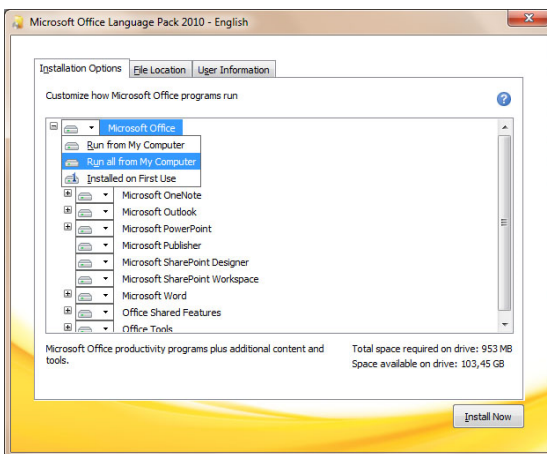 Microsoft Office Language Pack 2010 - English
Installation Options File Location User Information
Customize how Microsoft Office programs run
Microsoft Office
Run from My Computer
Run all from My Computer
Installed on First Use
Microsoft OneNote
Microsoft Outlook
Microsoft PowerPoint
Microsoft Publisher
Microsoft SharePoint Designer
Microsoft SharePoint Workspace
Microsoft Word
Office Shared Features
Office Tools
Microsoft Office productivity programs plus additional content and
tools.
Total space required on drive: 953 MB
Space available on drive: 103,45 GB
Install Now